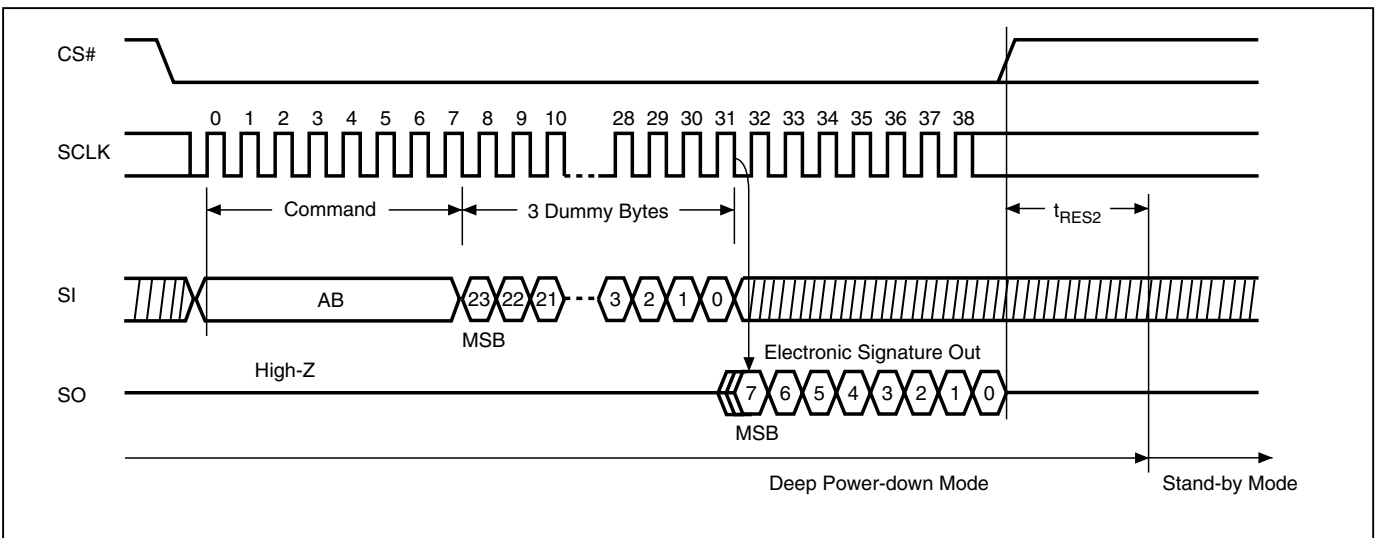 CS#
0 1 2 3 4 5 6 7 8 9 10 28 29 30 31 32 33 34 35 36 37 38
SCLK
Command 3 Dummy Bytes tRES2
SI AB 23 22 21 3 2 1 0
MSB
Electronic Signature Out
High-Z
SO 7 6 5 4 3 2 1 0
MSB
Deep Power-down Mode Stand-by Mode